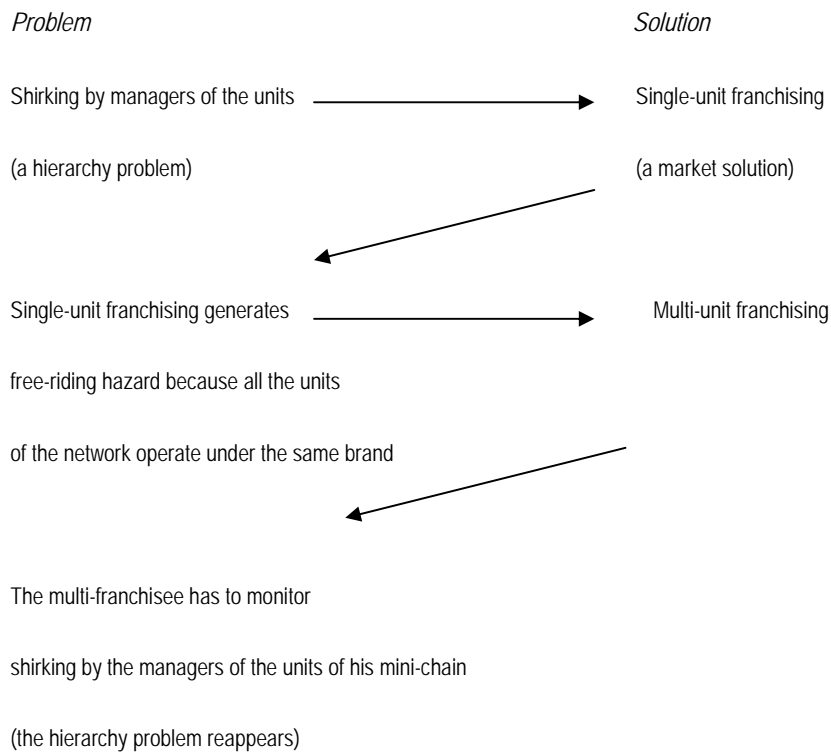 Problem Solution
Shirking by managers of the units Single-unit franchising
(a hierarchy problem) (a market solution)
Single-unit franchising generates Multi-unit franchising
free-riding hazard because all the units
of the network operate under the same brand
The multi-franchisee has to monitor
shirking by the managers of the units of his mini-chain
(the hierarchy problem reappears)